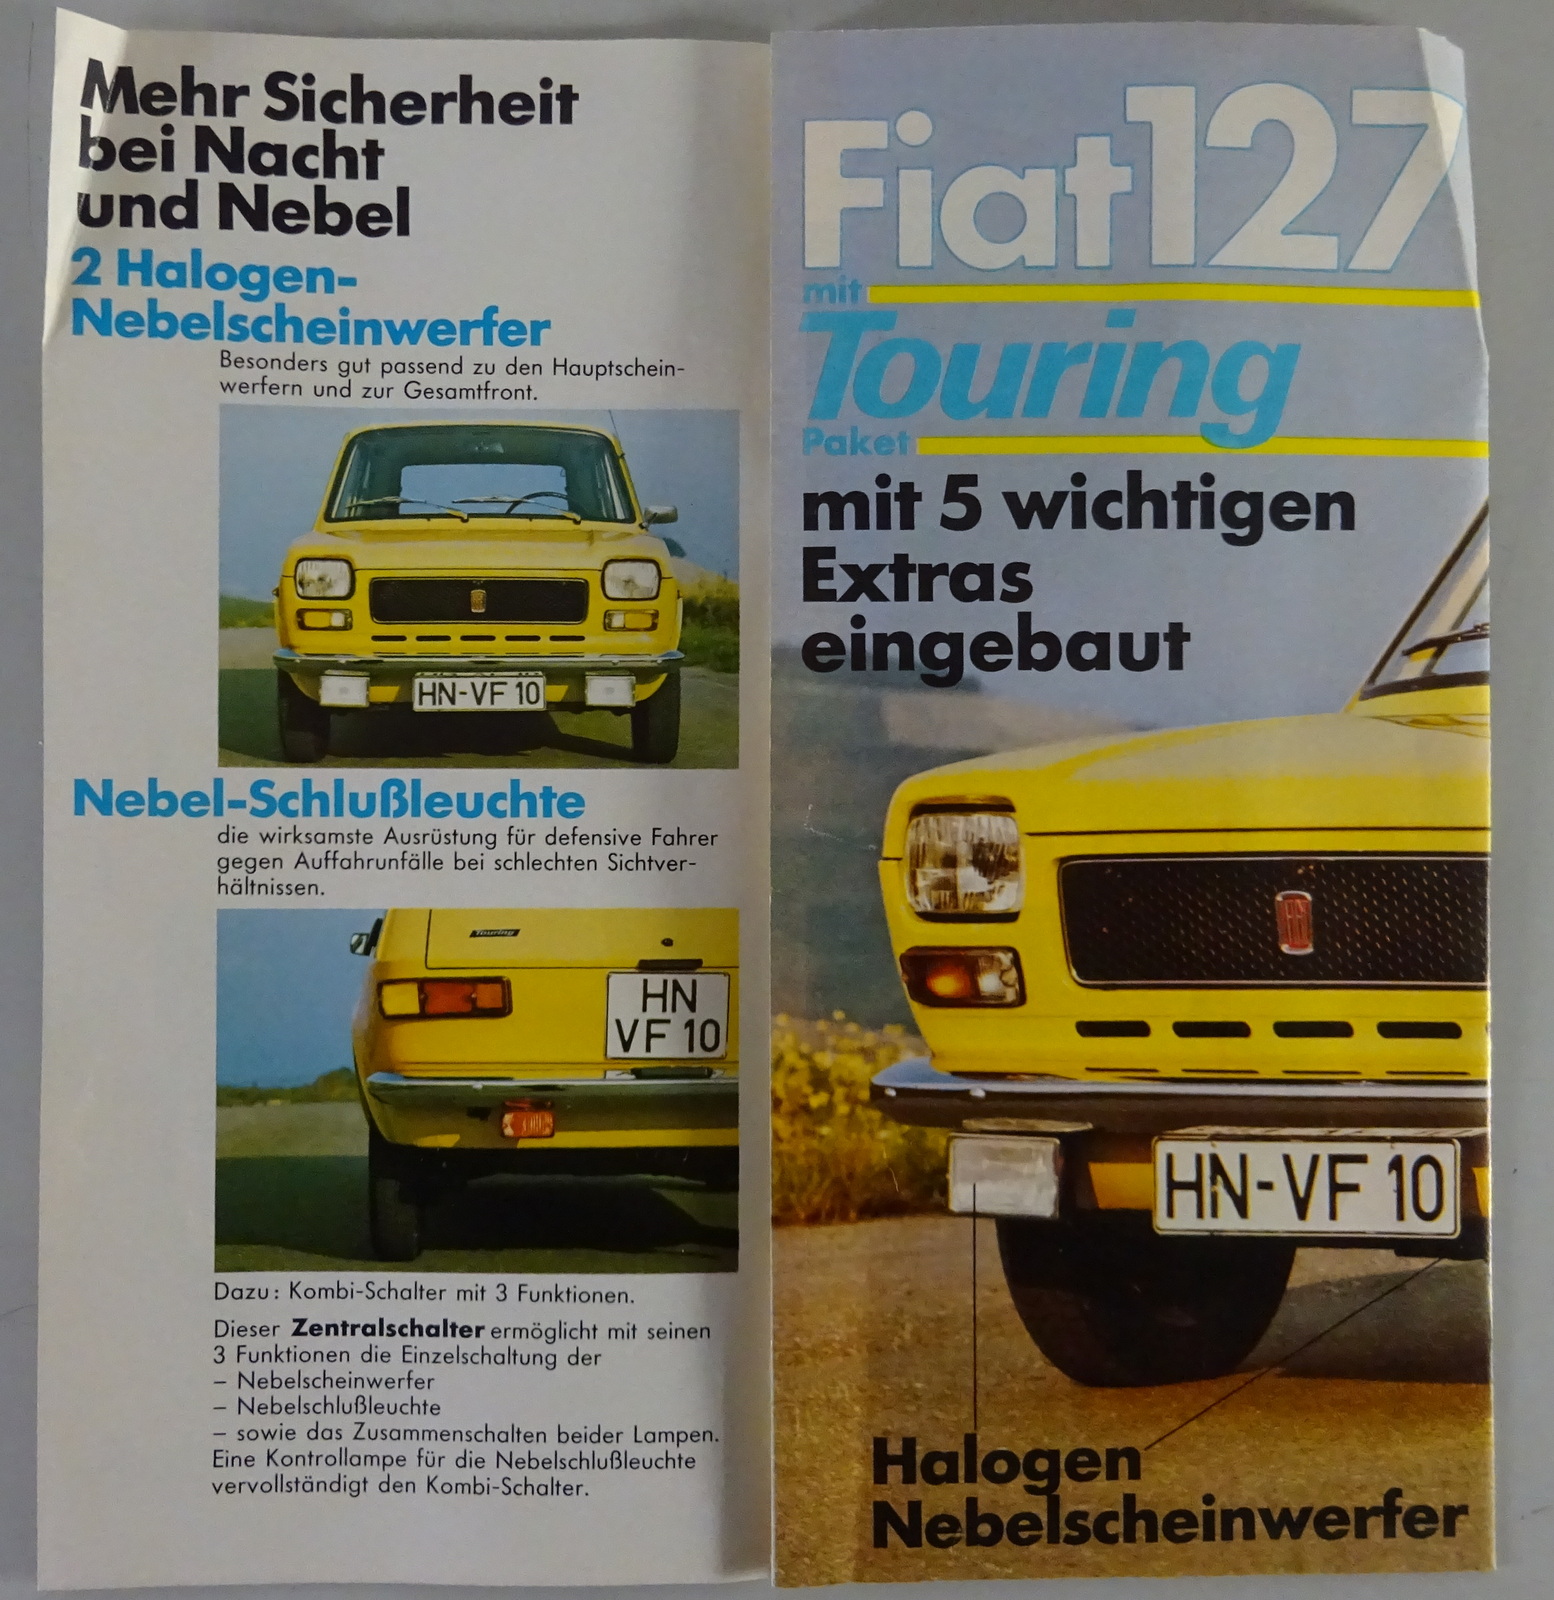 Mehr Sicherheit
bei Nacht
und Nebel
2 Halogen-
Nebelscheinwerfer
Besonders gut passend zu den Hauptschein-
werfern und zur Gesamtfront.
HN-VF 10
Nebel-Schlußleuchte
die wirksamste Ausrüstung für defensive Fahrer
gegen Auffahrunfälle bei schlechten Sichtver-
hältnissen.
Touring
HN
VF 10
Dazu: Kombi-Schalter mit 3 Funktionen.
Dieser Zentralschalter ermöglicht mit seinen
3 Funktionen die Einzelschaltung der
– Nebelscheinwerfer
– Nebelschlußleuchte
– sowie das Zusammenschalten beider Lampen.
Eine Kontrollampe für die Nebelschlußleuchte
vervollständigt den Kombi-Schalter.
Fiat 127
mit
Touring
Paket
mit 5 wichtigen
Extras
eingebaut
HN-VF 10
Halogen
Nebelscheinwerfer